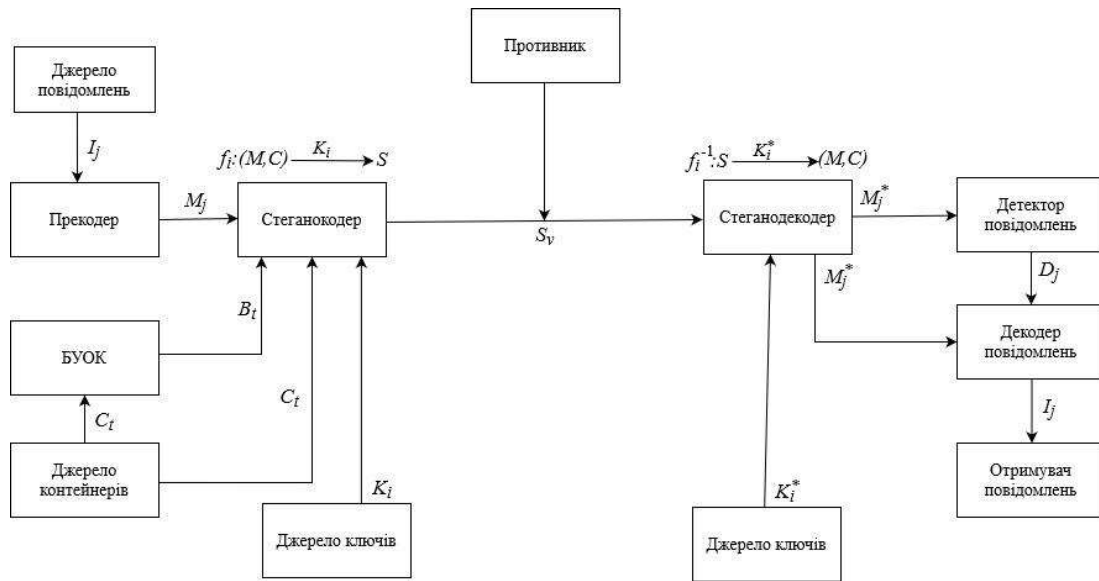 Противник
Джерело
повідомлень
I_j
f_i:(M,C) K_i S
f_i^-1:S K_i^* (M,C)
Прекодер
M_j
Стеганокодер
S_v
Стеганодекодер
M_j^*
Детектор
повідомлень
M_j^*
D_j
B_t
БУОК
Декодер
повідомлень
C_t
C_t
I_j
Джерело
контейнерів
K_i
K_i^*
Отримувач
повідомлень
Джерело ключів
Джерело ключів